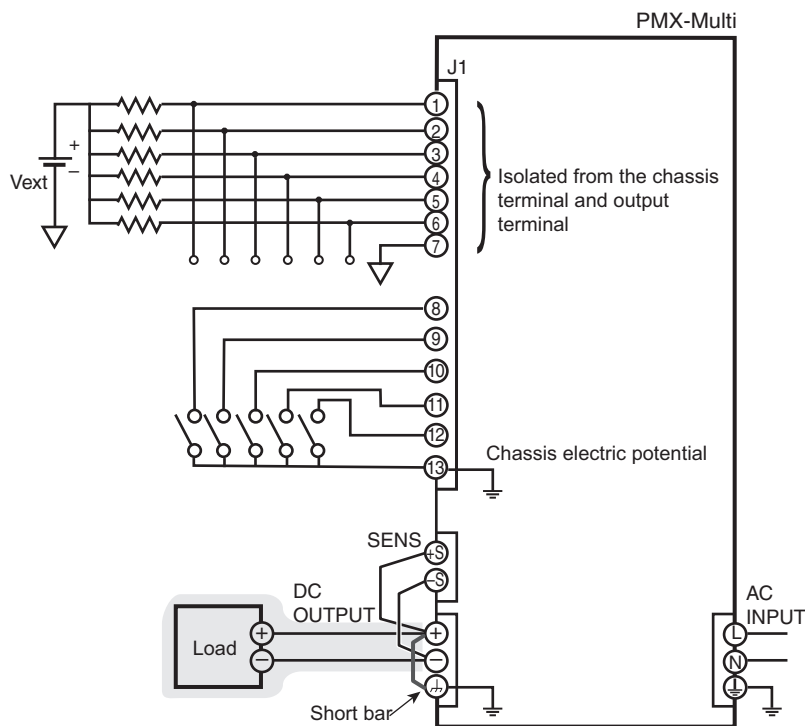 PMX-Multi
J1
1
+
2
3
–
4
Vext
5
6
7
Isolated from the chassis
terminal and output
terminal
8
9
10
11
12
13
Chassis electric potential
SENS
+S
–S
DC
OUTPUT
AC
INPUT
Load
+
–
+
–
L
N
Short bar